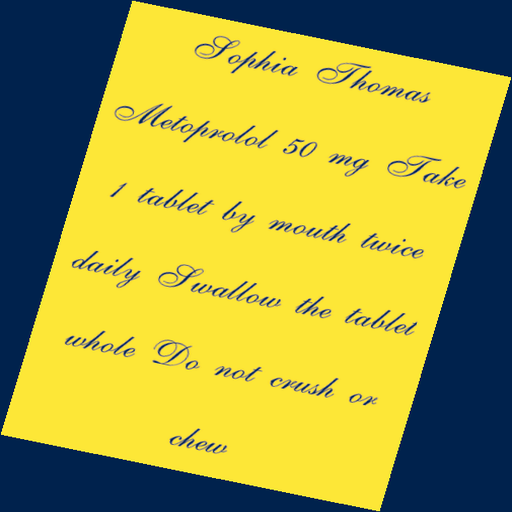 Sophia Thomas
Metoprolol 50 mg Take
1 tablet by mouth twice
daily Swallow the tablet
whole Do not crush or
chew